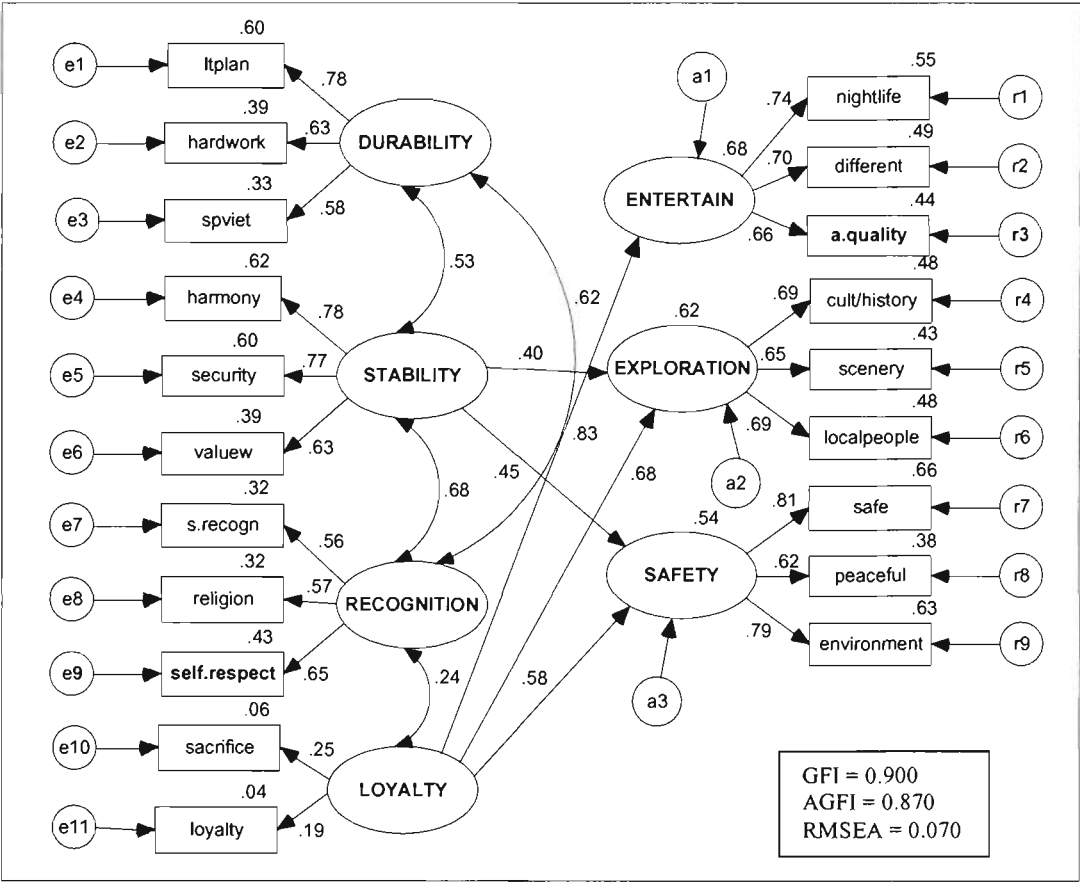 .60
e1
ltplan
.78
.39
e2
hardwork
.63
DURABILITY
.33
e3
spviet
.58
.53
.62
e4
harmony
.78
.60
e5
security
.77
STABILITY
.39
e6
valuew
.63
.32
e7
s.recogn
.56
.68
.32
e8
religion
.57
RECOGNITION
.43
e9
self.respect
.65
.24
.06
e10
sacrifice
.25
LOYALTY
.04
e11
loyalty
.19
.62
.40
.83
.45
.68
.58
a1
.68
ENTERTAIN
.55
.74
nightlife
r1
.49
.70
different
r2
.44
.66
a.quality
r3
.62
EXPLORATION
a2
.48
.69
cult/history
r4
.43
.65
scenery
r5
.48
.69
localpeople
r6
.54
SAFETY
a3
.66
.81
safe
r7
.38
.62
peaceful
r8
.63
.79
environment
r9
GFI = 0.900
AGFI = 0.870
RMSEA = 0.070